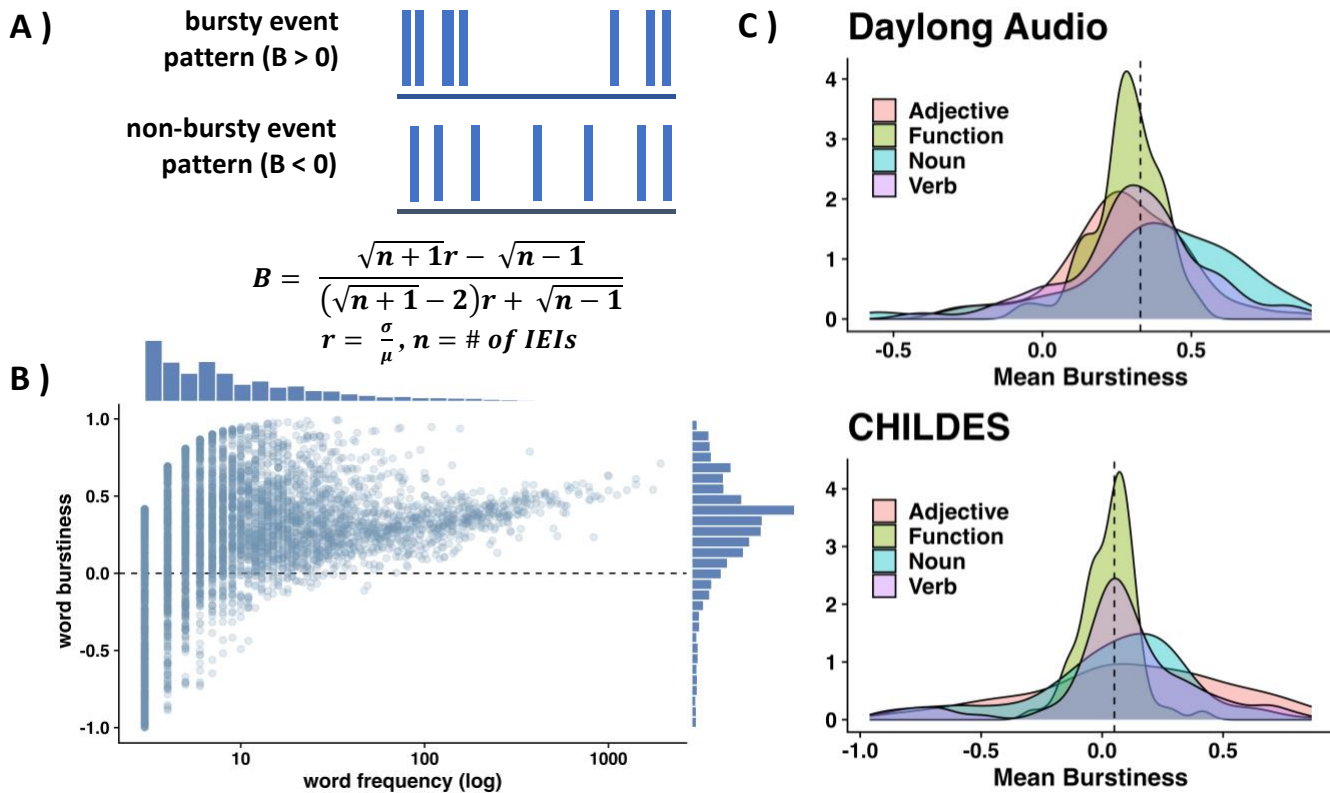 A )
bursty event
pattern (B > 0)
non-bursty event
pattern (B < 0)
B = √n + 1r − √n − 1 / (√n + 1 − 2)r + √n − 1
r = σ/μ, n = # of IEIs
B )
word burstiness
1.0
0.5
0.0
-0.5
-1.0
10
100
1000
word frequency (log)
C )
Daylong Audio
4
3
2
1
0
Adjective
Function
Noun
Verb
-0.5
0.0
0.5
Mean Burstiness
CHILDES
4
3
2
1
0
Adjective
Function
Noun
Verb
-1.0
-0.5
0.0
0.5
Mean Burstiness